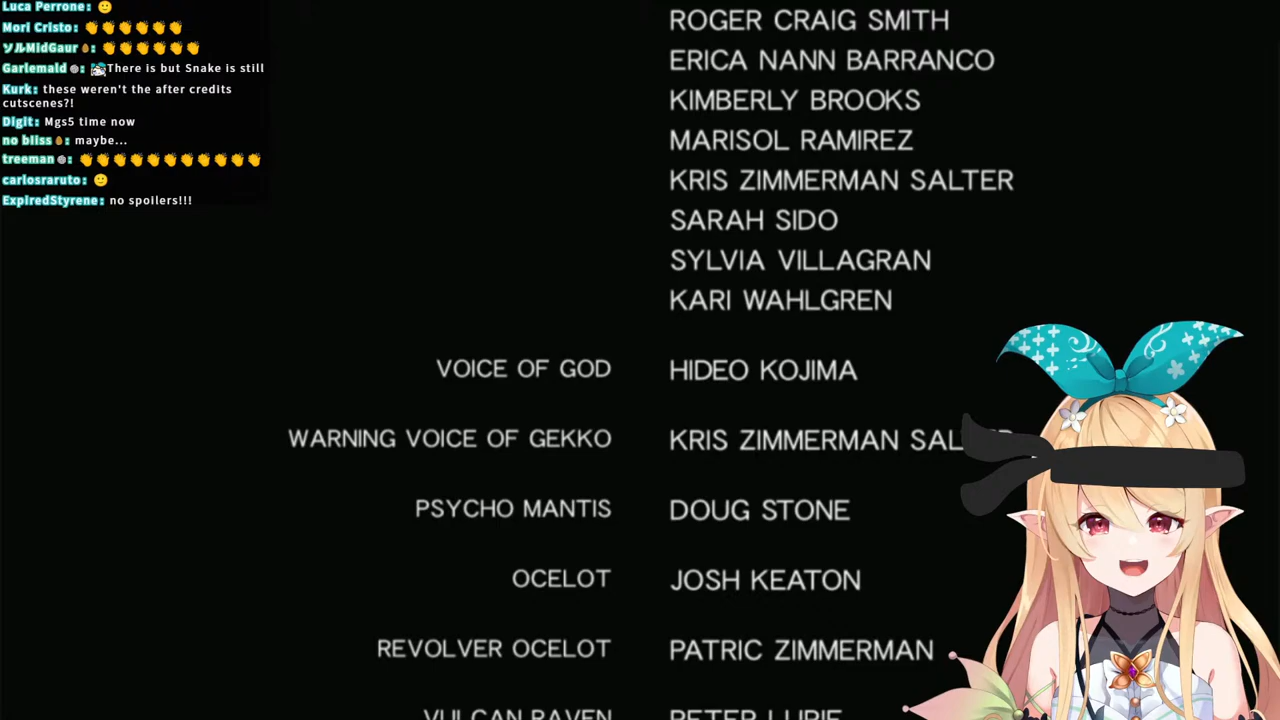 Luca Perrone: 🙂
Mori Cristo: 👏👏👏👏👏👏
ソルMidGaur: 👏👏👏👏👏👏
Garlemald: There is but Snake is still
Kurk: these weren't the after credits
cutscenes?!
Digit: Mgs5 time now
no bliss: maybe...
treeman: 👏👏👏👏👏👏👏👏👏👏👏
carlosraruto: 🙂
ExpiredStyrene: no spoilers!!!
ROGER CRAIG SMITH
ERICA NANN BARRANCO
KIMBERLY BROOKS
MARISOL RAMIREZ
KRIS ZIMMERMAN SALTER
SARAH SIDO
SYLVIA VILLAGRAN
KARI WAHLGREN
VOICE OF GOD HIDEO KOJIMA
WARNING VOICE OF GEKKO KRIS ZIMMERMAN
PSYCHO MANTIS DOUG STONE
OCELOT JOSH KEATON
REVOLVER OCELOT PATRIC ZIMMERMAN
VULCAN RAVEN PETER LURIE